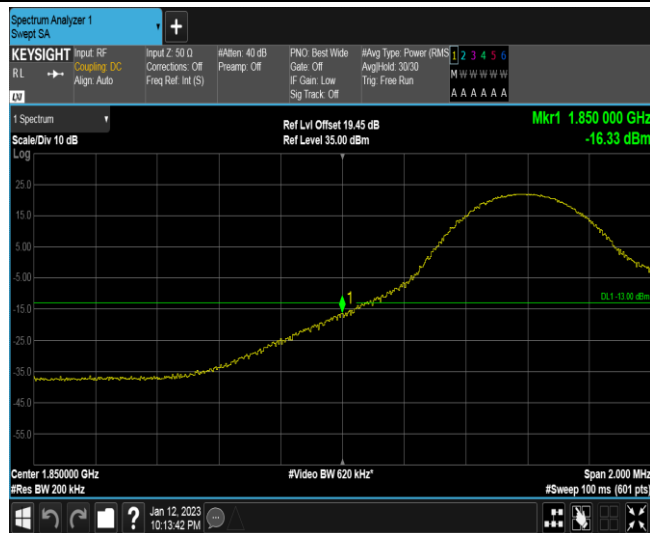 Spectrum Analyzer 1
Swept SA
+
KEYSIGHT
RL
LXI
Input: RF
Coupling: DC
Align: Auto
Input Z: 50 Ω
Corrections: Off
Freq Ref: Int (S)
#Atten: 40 dB
Preamp: Off
PNO: Best Wide
Gate: Off
IF Gain: Low
Sig Track: Off
#Avg Type: Power (RMS
Avg|Hold: 30/30
Trig: Free Run
1 2 3 4 5 6
M W W W W W
A A A A A A
1 Spectrum
Scale/Div 10 dB
Ref Lvl Offset 19.45 dB
Ref Level 35.00 dBm
Mkr1 1.850 000 GHz
-16.33 dBm
Log
25.0
15.0
5.00
-5.00
1
DL1 -13.00 dBm
-15.0
-25.0
-35.0
-45.0
-55.0
Center 1.850000 GHz
#Video BW 620 kHz*
Span 2.000 MHz
#Res BW 200 kHz
#Sweep 100 ms (601 pts)
?
Jan 12, 2023
10:13:42 PM